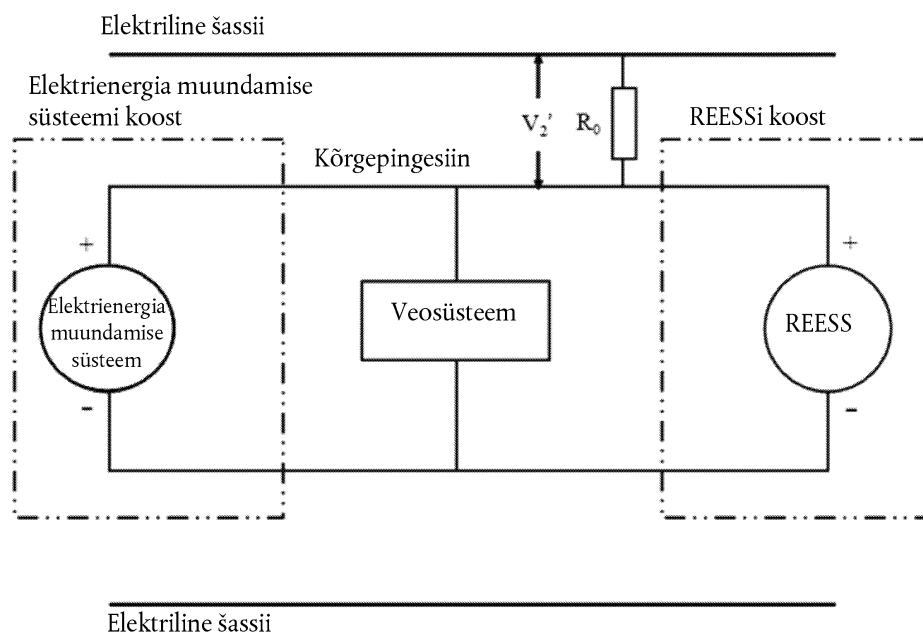 Elektriline šassii
Elektrienergia muundamise
süsteemi koost
V₂'
R₀
REESSi koost
Kõrgepingesiin
+
+
Elektrienergia
muundamise
süsteem
Veosüsteem
REESS
-
-
Elektriline šassii